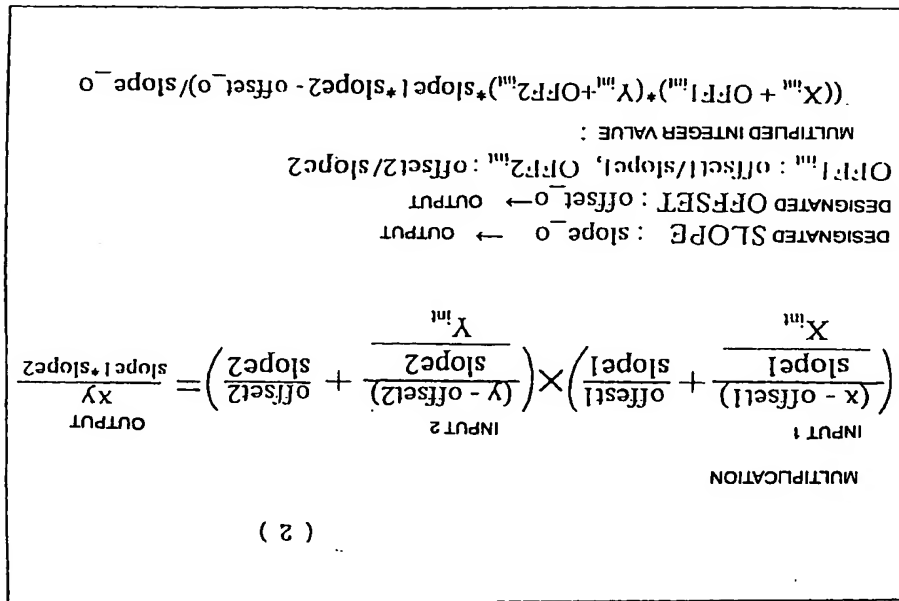 ( 2 )
MULTIPLICATION
INPUT 1 INPUT 2 OUTPUT
((x - offset1)/slope1 + offest1/slope1) × ((y - offset2)/slope2 + offset2/slope2) = xy/slope1*slope2
X_int Y_int
DESIGNATED SLOPE : slope_o → OUTPUT
DESIGNATED OFFSET : offset_o → OUTPUT
OFF1_int : offset1/slope1, OFF2_int : offset2/slope2
MULTIPLIED INTEGER VALUE :
((X_int + OFF1_int)*(Y_int+OFF2_int)*slope1*slope2 - offset_o)/slope_o